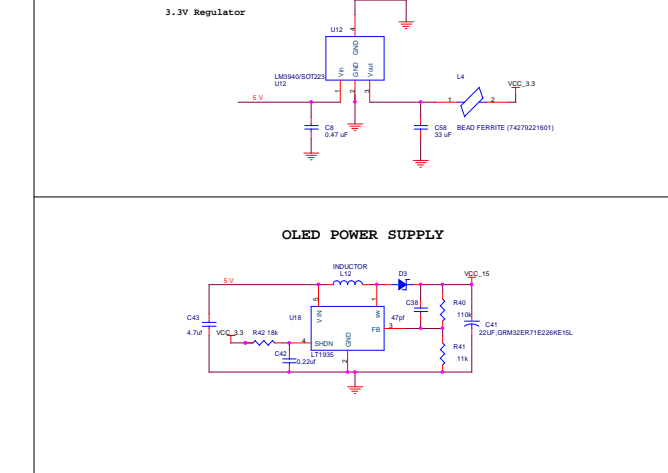 3.3V Regulator
U12
4
GND
Vin
GND
Vout
LM3940/SOT223
U12
1
2
3
5 V
L4
1
2
VCC_3.3
C8
0.47 uF
C58
33 uF
BEAD FERRITE (74279221601)
OLED POWER SUPPLY
INDUCTOR
L12
D3
VCC_15
5 V
C43
4.7uf
VCC_3.3
R42 18k
C42
0.22uf
U18
5
V IN
1
sw
FB
3
4
SHDN
GND
LT1935
2
C38
47pf
R40
110k
C41
22UF,GRM32ER71E226KE15L
R41
11k